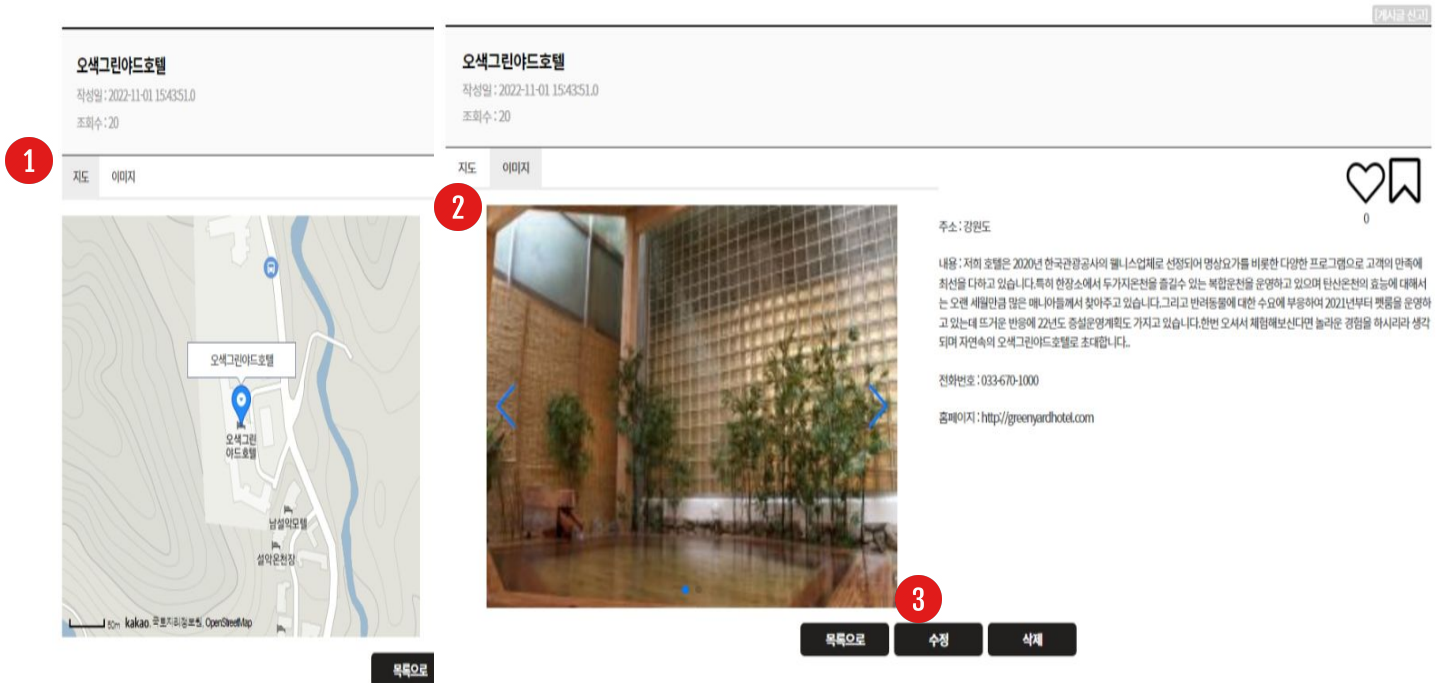 오색그린야드호텔
작성일 : 2022-11-01 15:43:51.0
조회수 : 20
1
지도 이미지
오색그린야드호텔
오색그린
야드호텔
남설악모텔
설악온천장
50m kakao, 국토지리정보원, OpenStreetMap
목록으로
[게시글 신고]
오색그린야드호텔
작성일 : 2022-11-01 15:43:51.0
조회수 : 20
지도 이미지
2
0
주소 : 강원도
내용 : 저희 호텔은 2020년 한국관광공사의 웰니스업체로 선정되어 명상요가를 비롯한 다양한 프로그램으로 고객의 만족에
최선을 다하고 있습니다.특히 한장소에서 두가지온천을 즐길수 있는 복합운천을 운영하고 있으며 탄산온천의 효능에 대해서
는 오랜 세월만큼 많은 매니아들께서 찾아주고 있습니다.그리고 반려동물에 대한 수요에 부응하여 2021년부터 펫룸을 운영하
고 있는데 뜨거운 반응에 22년도 증설운영계획도 가지고 있습니다.한번 오셔서 체험해보신다면 놀라운 경험을 하시리라 생각
되며 자연속의 오색그린야드호텔로 초대합니다..
전화번호 : 033-670-1000
홈페이지 : http://greenyardhotel.com
3
목록으로 수정 삭제